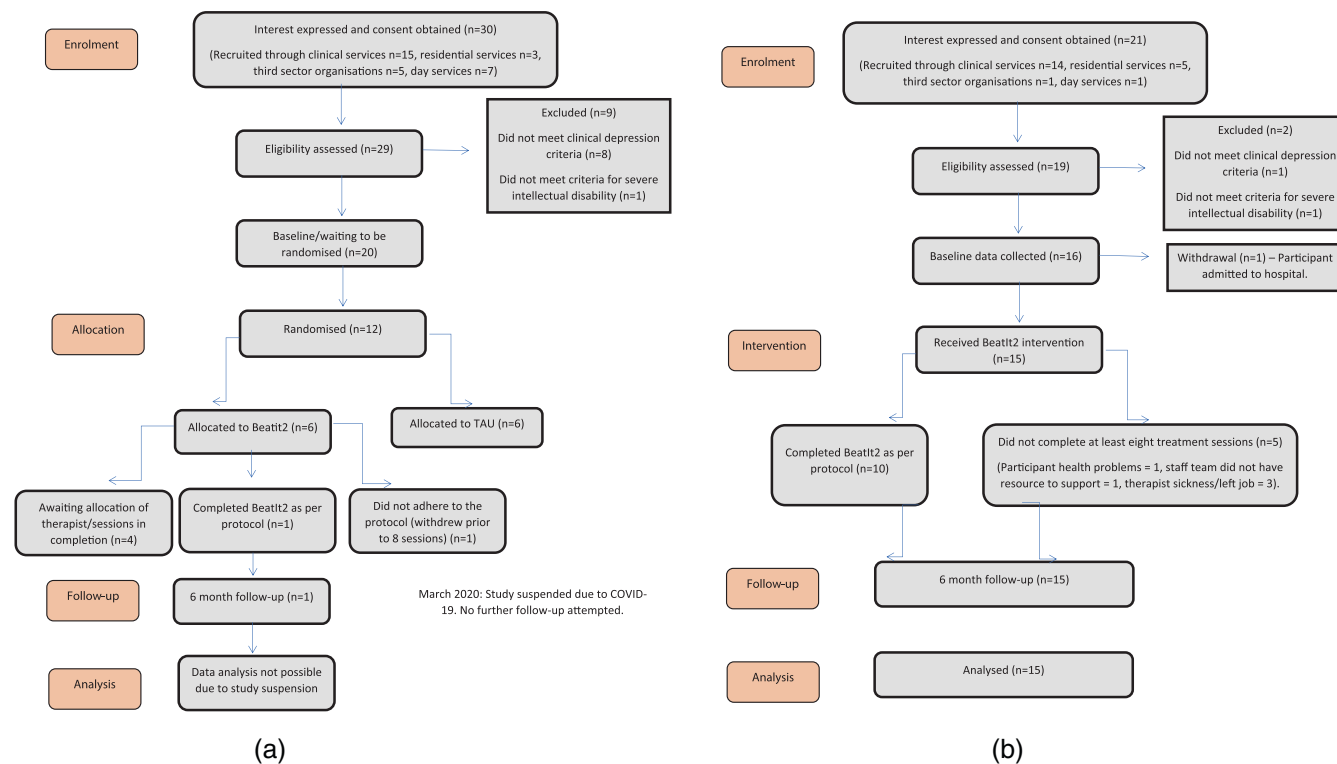 Enrolment
Interest expressed and consent obtained (n=30)
(Recruited through clinical services n=15, residential services n=3,
third sector organisations n=5, day services n=7)
Excluded (n=9)
Did not meet clinical depression
criteria (n=8)
Did not meet criteria for severe
intellectual disability (n=1)
Eligibility assessed (n=29)
Baseline/waiting to be
randomised (n=20)
Allocation
Randomised (n=12)
Allocated to Beatit2 (n=6)
Allocated to TAU (n=6)
Awaiting allocation of
therapist/sessions in
completion (n=4)
Completed BeatIt2 as per
protocol (n=1)
Did not adhere to the
protocol (withdrew prior
to 8 sessions) (n=1)
Follow-up
6 month follow-up (n=1)
March 2020: Study suspended due to COVID-
19. No further follow-up attempted.
Analysis
Data analysis not possible
due to study suspension
(a)
Enrolment
Interest expressed and consent obtained (n=21)
(Recruited through clinical services n=14, residential services n=5,
third sector organisations n=1, day services n=1)
Excluded (n=2)
Did not meet clinical depression
criteria (n=1)
Did not meet criteria for severe
intellectual disability (n=1)
Eligibility assessed (n=19)
Baseline data collected (n=16)
Withdrawal (n=1) – Participant
admitted to hospital.
Intervention
Received BeatIt2 intervention
(n=15)
Completed BeatIt2 as per
protocol (n=10)
Did not complete at least eight treatment sessions (n=5)
(Participant health problems = 1, staff team did not have
resource to support = 1, therapist sickness/left job = 3).
Follow-up
6 month follow-up (n=15)
Analysis
Analysed (n=15)
(b)